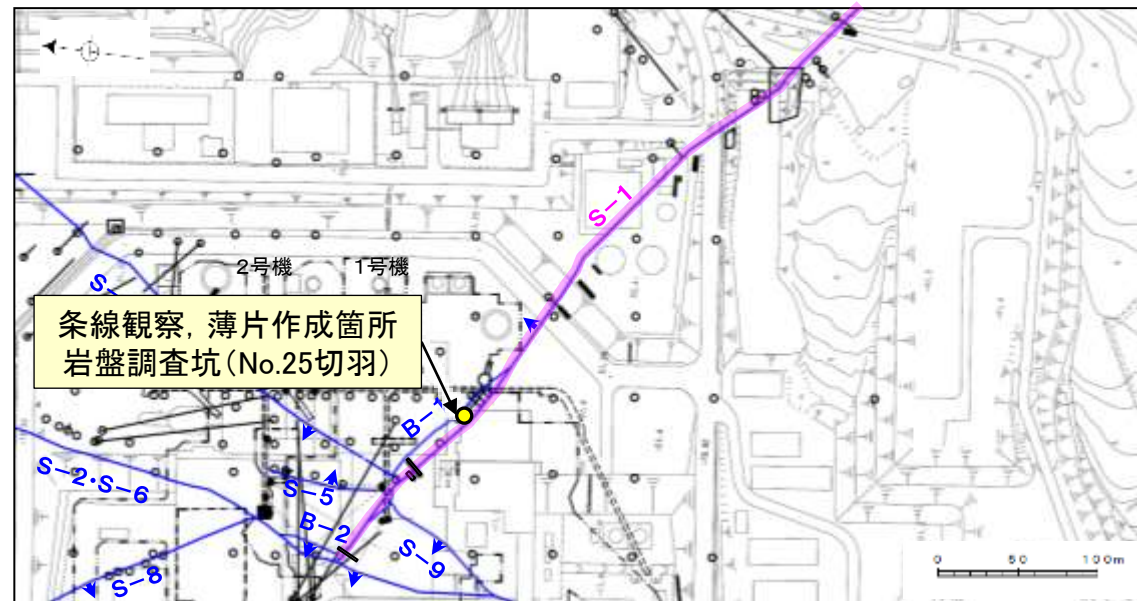 S-1
2号機
1号機
S-
条線観察, 薄片作成箇所
岩盤調査坑(No.25切羽)
B-1
S-2・S-6
S-5
B-2
S-9
S-8
0 50 100m